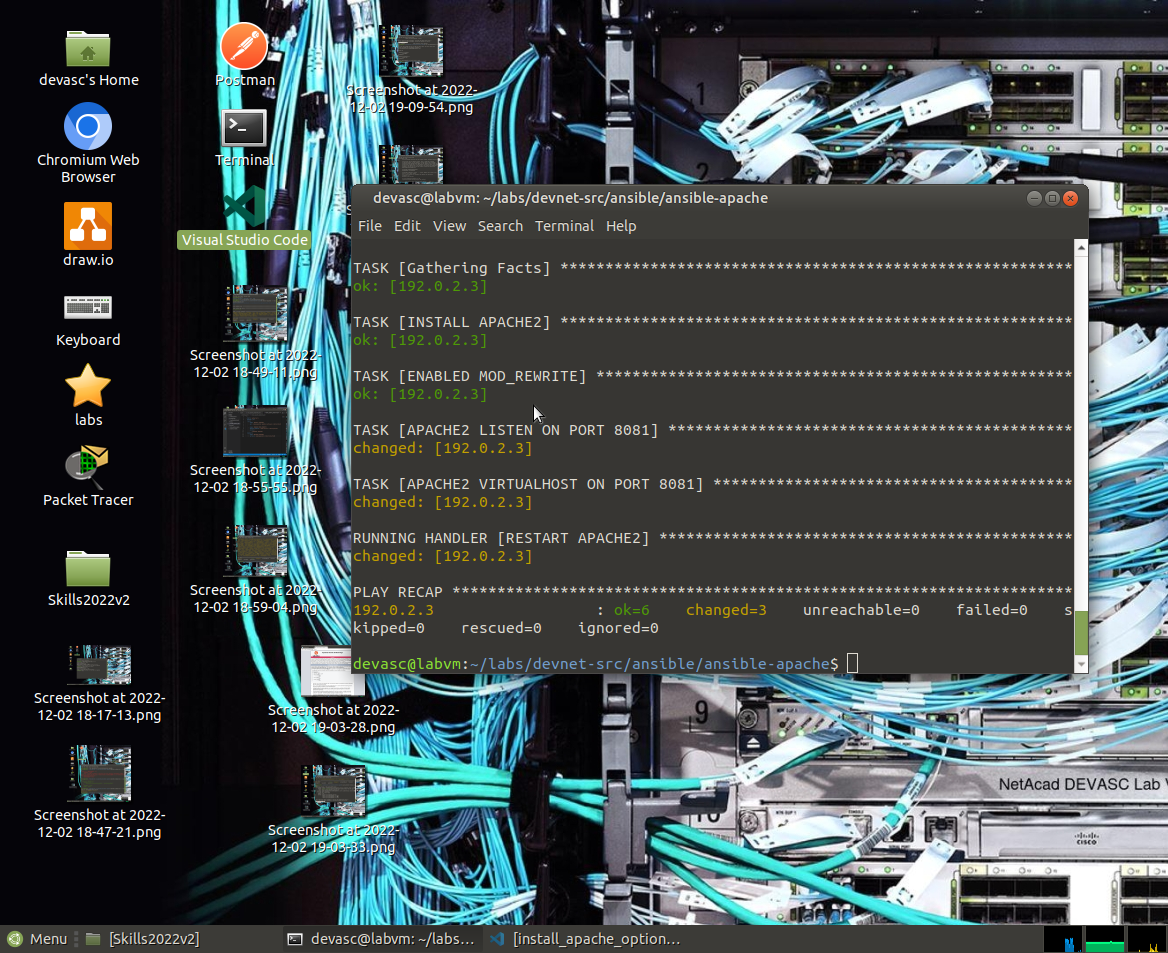 devasc's Home
Chromium Web
Browser
draw.io
Keyboard
labs
Packet Tracer
Skills2022v2
Screenshot at 2022-
12-02 18-17-13.png
Screenshot at 2022-
12-02 18-47-21.png
Postman
Terminal
Visual Studio Code
Screenshot at 2022-
12-02 18-49-11.png
Screenshot at 2022-
12-02 18-55-55.png
Screenshot at 2022-
12-02 18-59-04.png
Screenshot at 2022-
12-02 19-03-28.png
Screenshot at 2022-
12-02 19-03-33.png
Screenshot at 2022-
12-02 19-09-54.png
devasc@labvm: ~/labs/devnet-src/ansible/ansible-apache
File Edit View Search Terminal Help
TASK [Gathering Facts] *********************************************************
ok: [192.0.2.3]
TASK [INSTALL APACHE2] *********************************************************
ok: [192.0.2.3]
TASK [ENABLED MOD_REWRITE] *****************************************************
ok: [192.0.2.3]
TASK [APACHE2 LISTEN ON PORT 8081] *********************************************
changed: [192.0.2.3]
TASK [APACHE2 VIRTUALHOST ON PORT 8081] ****************************************
changed: [192.0.2.3]
RUNNING HANDLER [RESTART APACHE2] **********************************************
changed: [192.0.2.3]
PLAY RECAP *********************************************************************
192.0.2.3 : ok=6 changed=3 unreachable=0 failed=0 s
kipped=0 rescued=0 ignored=0
devasc@labvm:~/labs/devnet-src/ansible/ansible-apache$
1
2
9
10
NetAcad DEVASC Lab V
CISCO
Menu
[Skills2022v2]
devasc@labvm: ~/labs...
[install_apache_option...